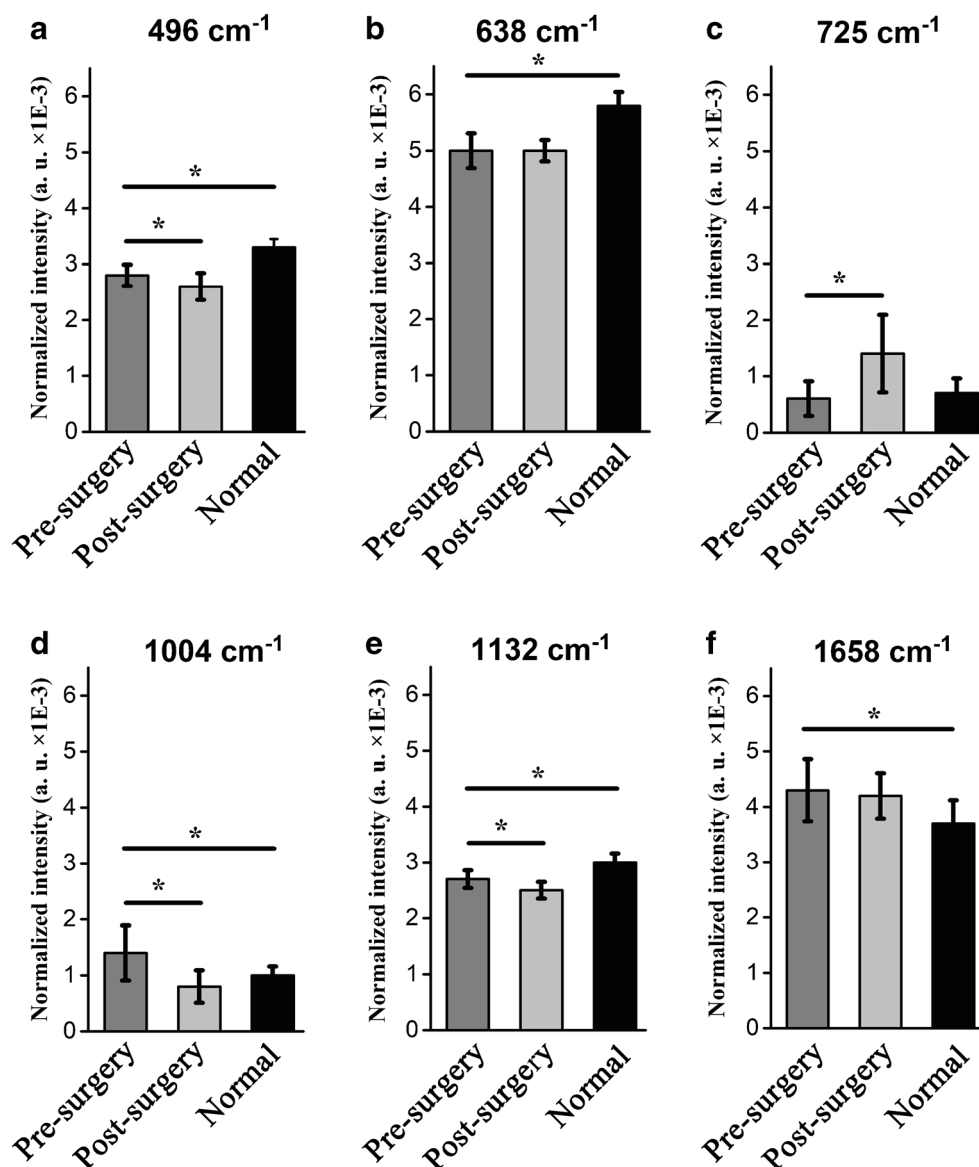 a 496 cm⁻¹
Normalized intensity (a. u. ×1E-3)
6
5
4
3
2
1
0
*
*
Pre-surgery
Post-surgery
Normal
b 638 cm⁻¹
Normalized intensity (a. u. ×1E-3)
6
5
4
3
2
1
0
*
Pre-surgery
Post-surgery
Normal
c 725 cm⁻¹
Normalized intensity (a. u. ×1E-3)
6
5
4
3
2
1
0
*
Pre-surgery
Post-surgery
Normal
d 1004 cm⁻¹
Normalized intensity (a. u. ×1E-3)
6
5
4
3
2
1
0
*
*
Pre-surgery
Post-surgery
Normal
e 1132 cm⁻¹
Normalized intensity (a. u. ×1E-3)
6
5
4
3
2
1
0
*
*
Pre-surgery
Post-surgery
Normal
f 1658 cm⁻¹
Normalized intensity (a. u. ×1E-3)
6
5
4
3
2
1
0
*
Pre-surgery
Post-surgery
Normal